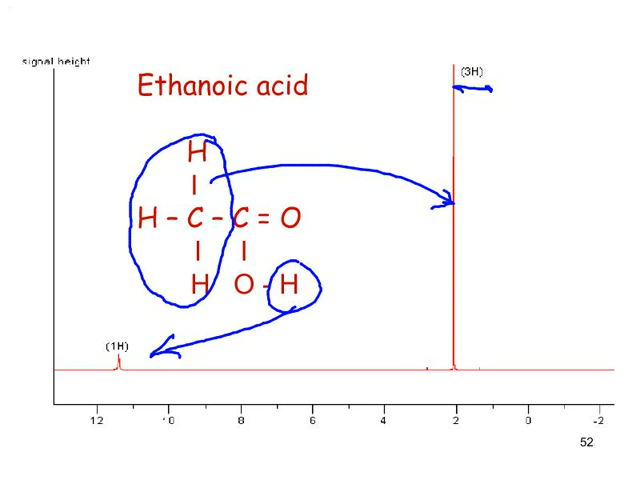 signal height
(3H)
Ethanoic acid
H
H - C - C = O
H O - H
(1H)
12 10 8 6 4 2 0 -2
52